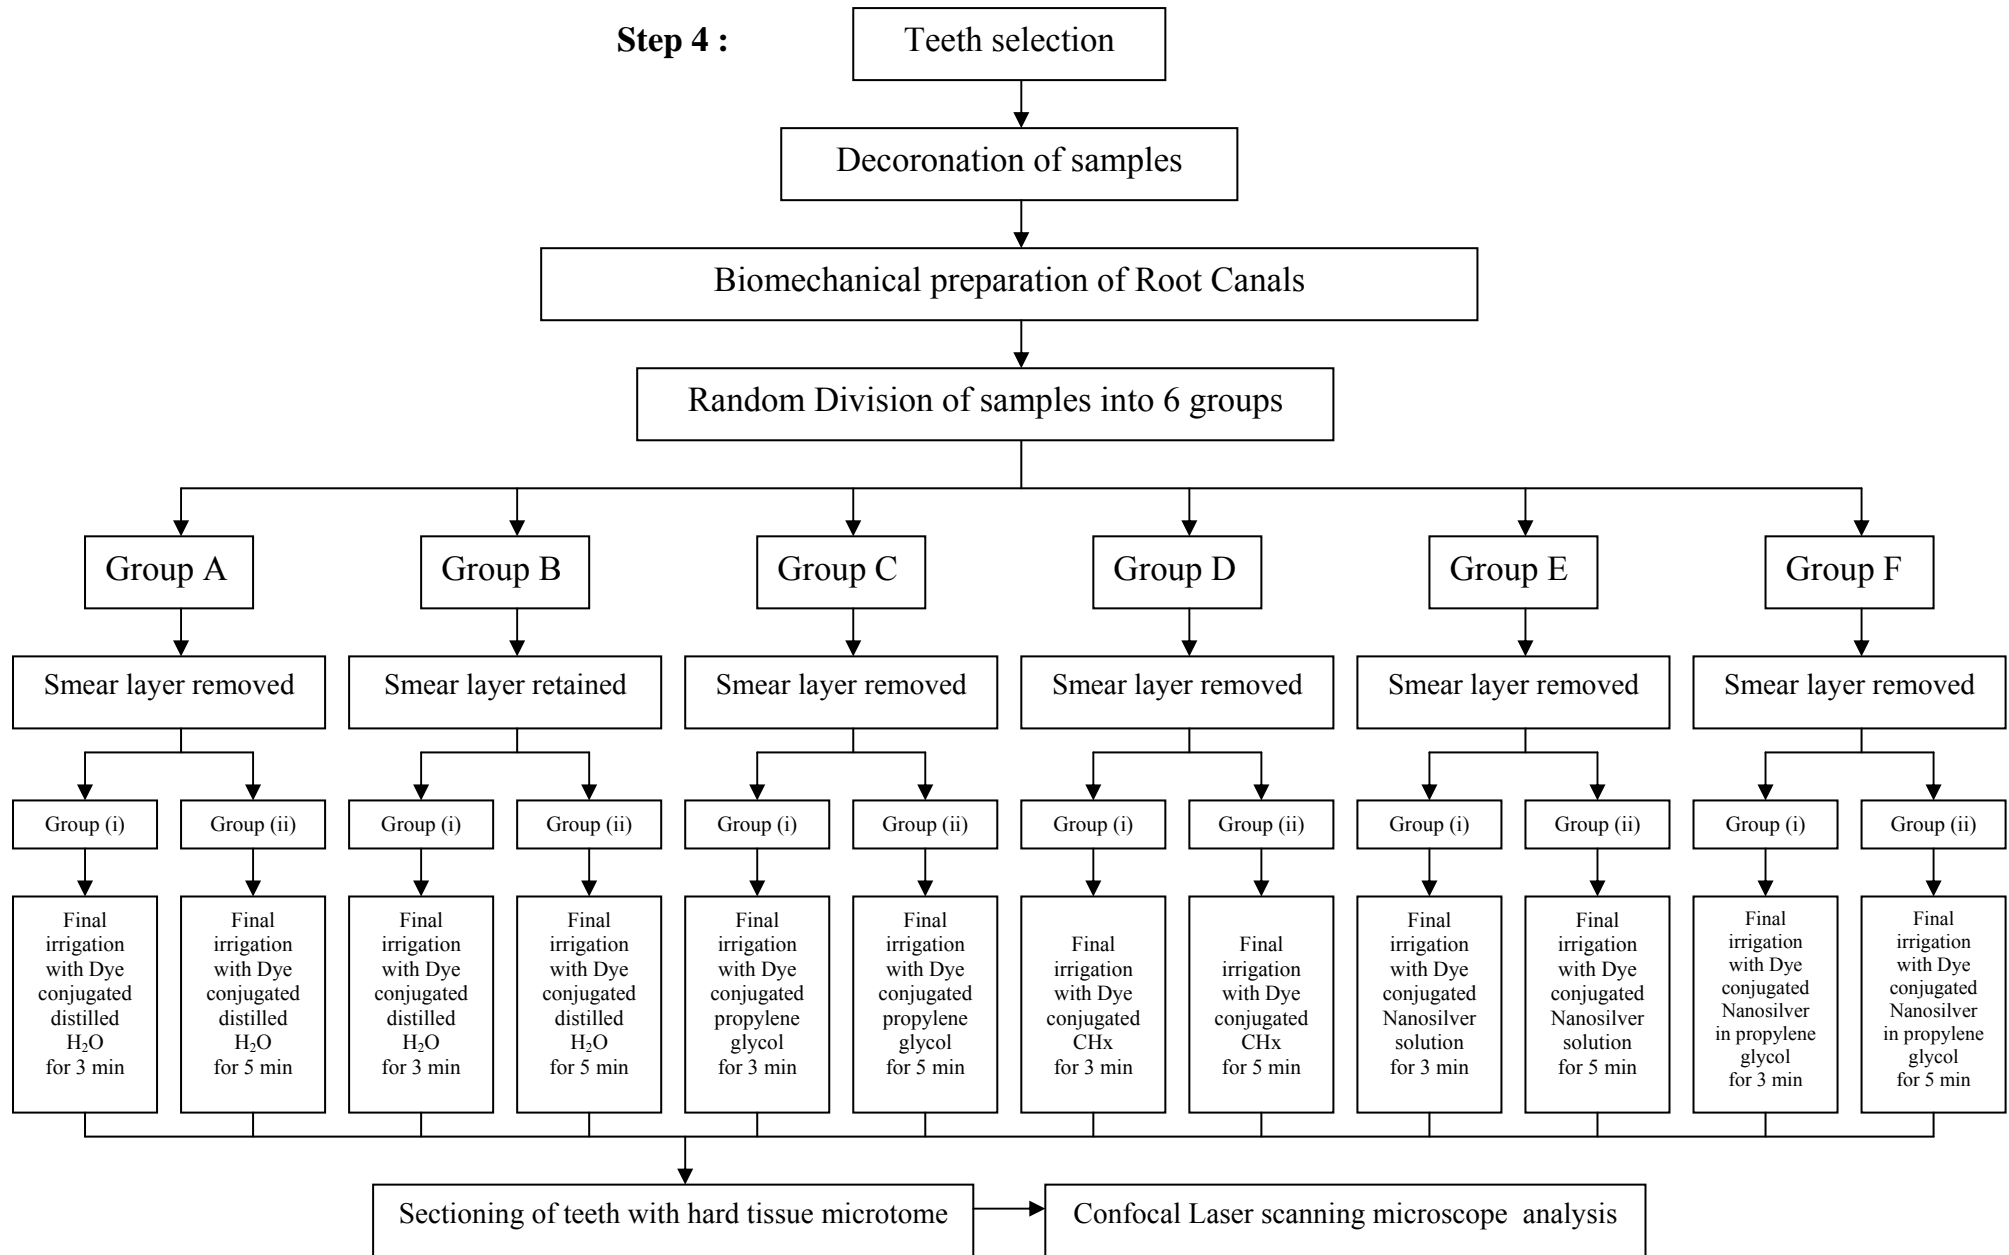 Step 4 :
Teeth selection
Decoronation of samples
Biomechanical preparation of Root Canals
Random Division of samples into 6 groups
Group A
Group B
Group C
Group D
Group E
Group F
Smear layer removed
Smear layer retained
Smear layer removed
Smear layer removed
Smear layer removed
Smear layer removed
Group (i)
Group (ii)
Group (i)
Group (ii)
Group (i)
Group (ii)
Group (i)
Group (ii)
Group (i)
Group (ii)
Group (i)
Group (ii)
Final
irrigation
with Dye
conjugated
distilled
H₂O
for 3 min
Final
irrigation
with Dye
conjugated
distilled
H₂O
for 5 min
Final
irrigation
with Dye
conjugated
distilled
H₂O
for 3 min
Final
irrigation
with Dye
conjugated
distilled
H₂O
for 5 min
Final
irrigation
with Dye
conjugated
propylene
glycol
for 3 min
Final
irrigation
with Dye
conjugated
propylene
glycol
for 5 min
Final
irrigation
with Dye
conjugated
CHx
for 3 min
Final
irrigation
with Dye
conjugated
CHx
for 5 min
Final
irrigation
with Dye
conjugated
Nanosilver
solution
for 3 min
Final
irrigation
with Dye
conjugated
Nanosilver
solution
for 5 min
Final
irrigation
with Dye
conjugated
Nanosilver
in propylene
glycol
for 3 min
Final
irrigation
with Dye
conjugated
Nanosilver
in propylene
glycol
for 5 min
Sectioning of teeth with hard tissue microtome
Confocal Laser scanning microscope analysis